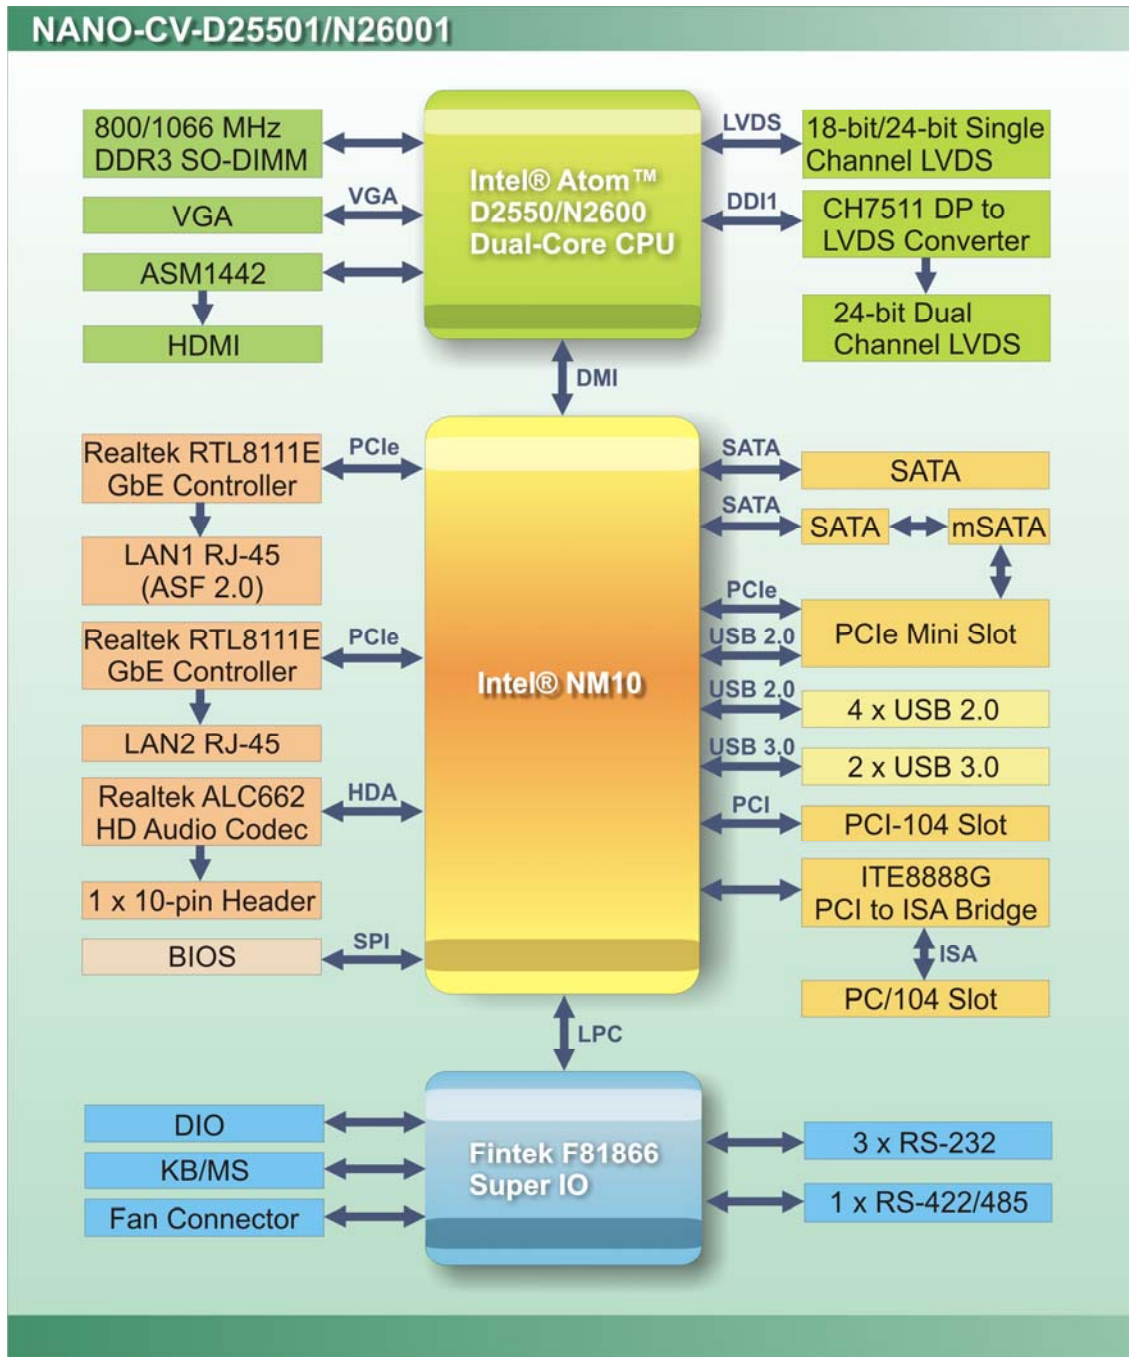 NANO-CV-D25501/N26001
800/1066 MHz
DDR3 SO-DIMM
VGA
VGA
ASM1442
HDMI
Intel® Atom™
D2550/N2600
Dual-Core CPU
LVDS
18-bit/24-bit Single
Channel LVDS
DDI1
CH7511 DP to
LVDS Converter
24-bit Dual
Channel LVDS
DMI
Realtek RTL8111E
GbE Controller
PCIe
LAN1 RJ-45
(ASF 2.0)
Realtek RTL8111E
GbE Controller
PCIe
LAN2 RJ-45
Realtek ALC662
HD Audio Codec
HDA
1 x 10-pin Header
BIOS
SPI
Intel® NM10
SATA
SATA
SATA
SATA
mSATA
PCIe
USB 2.0
PCIe Mini Slot
USB 2.0
4 x USB 2.0
USB 3.0
2 x USB 3.0
PCI
PCI-104 Slot
ITE8888G
PCI to ISA Bridge
ISA
PC/104 Slot
LPC
DIO
KB/MS
Fan Connector
Fintek F81866
Super IO
3 x RS-232
1 x RS-422/485